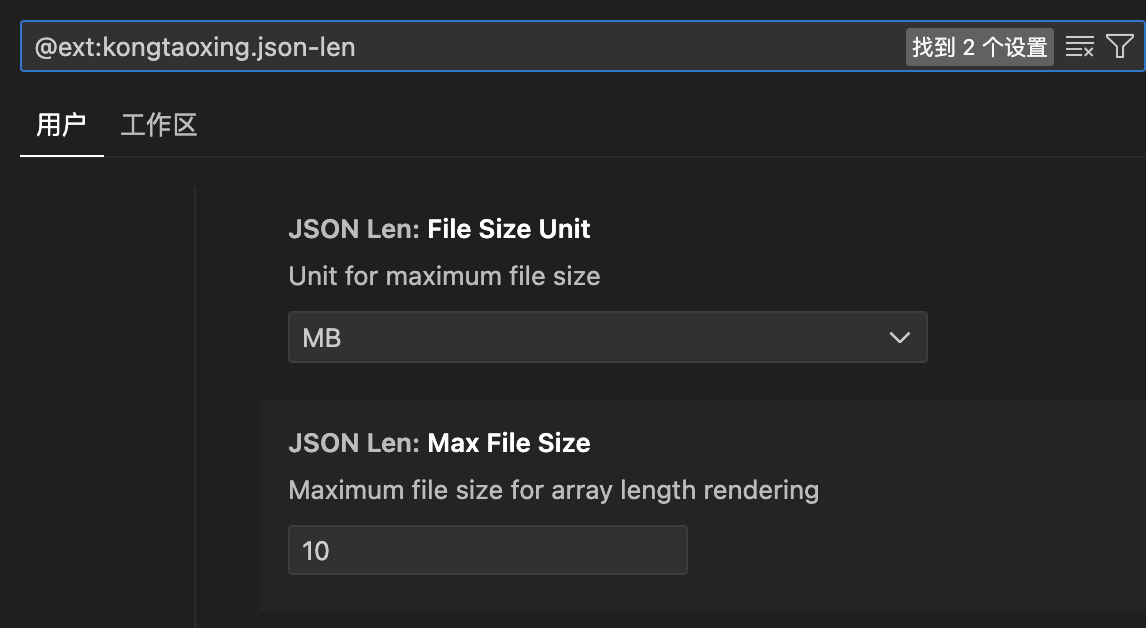 @ext:kongtaoxing.json-len 找到 2 个设置
用户 工作区
JSON Len: File Size Unit
Unit for maximum file size
MB
JSON Len: Max File Size
Maximum file size for array length rendering
10